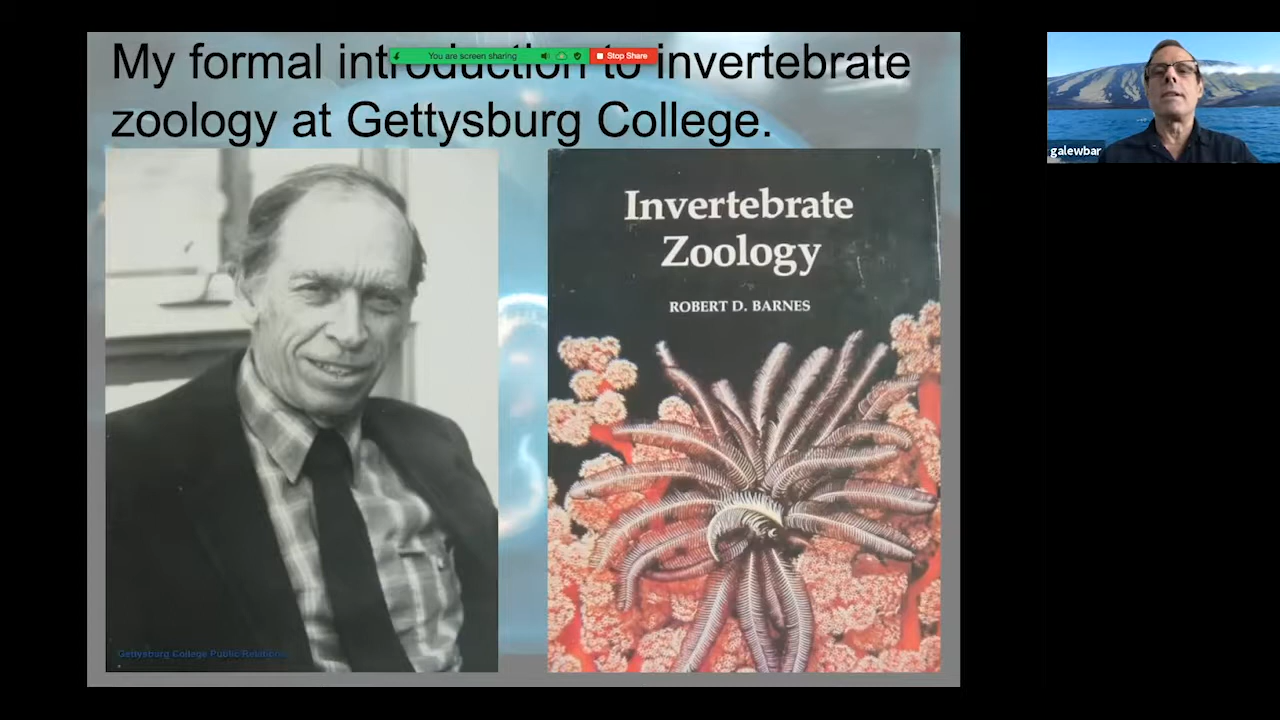 My formal introduction to invertebrate
You are screen sharing
Stop Share
zoology at Gettysburg College.
Invertebrate
Zoology
ROBERT D. BARNES
Gettysburg College Public Relations
galewbar